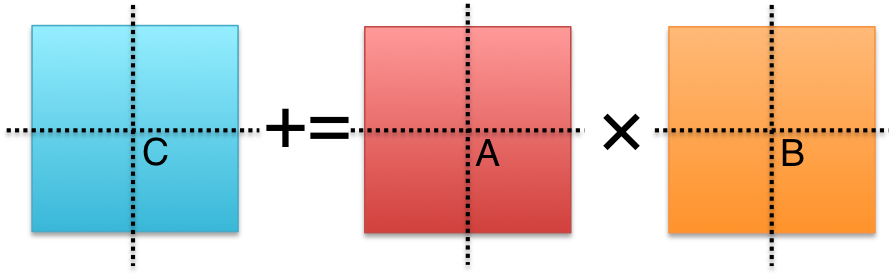 C += A × B